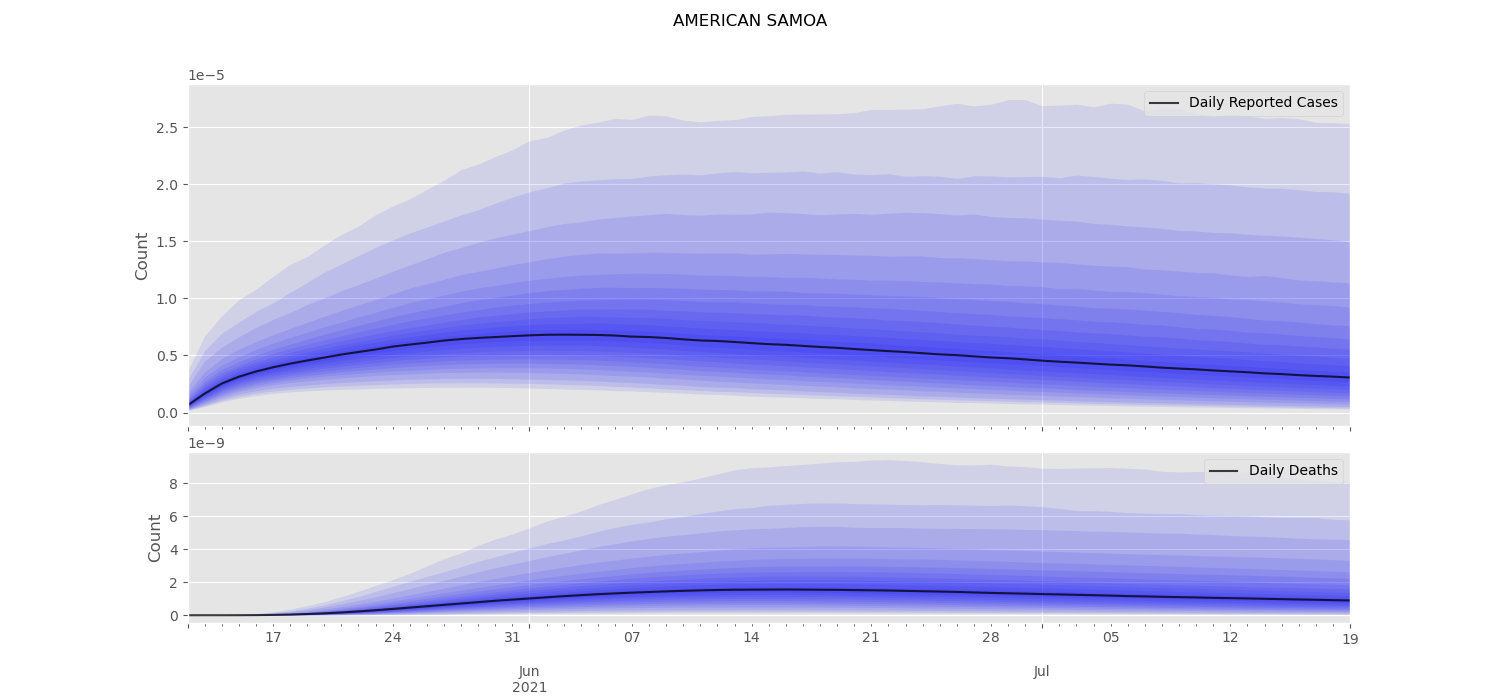 AMERICAN SAMOA
1e−5
Daily Reported Cases
2.5
2.0
1.5
1.0
0.5
0.0
Count
1e−9
Daily Deaths
8
6
4
2
0
Count
17 24 31 07 14 21 28 05 12 19
Jun Jul
2021